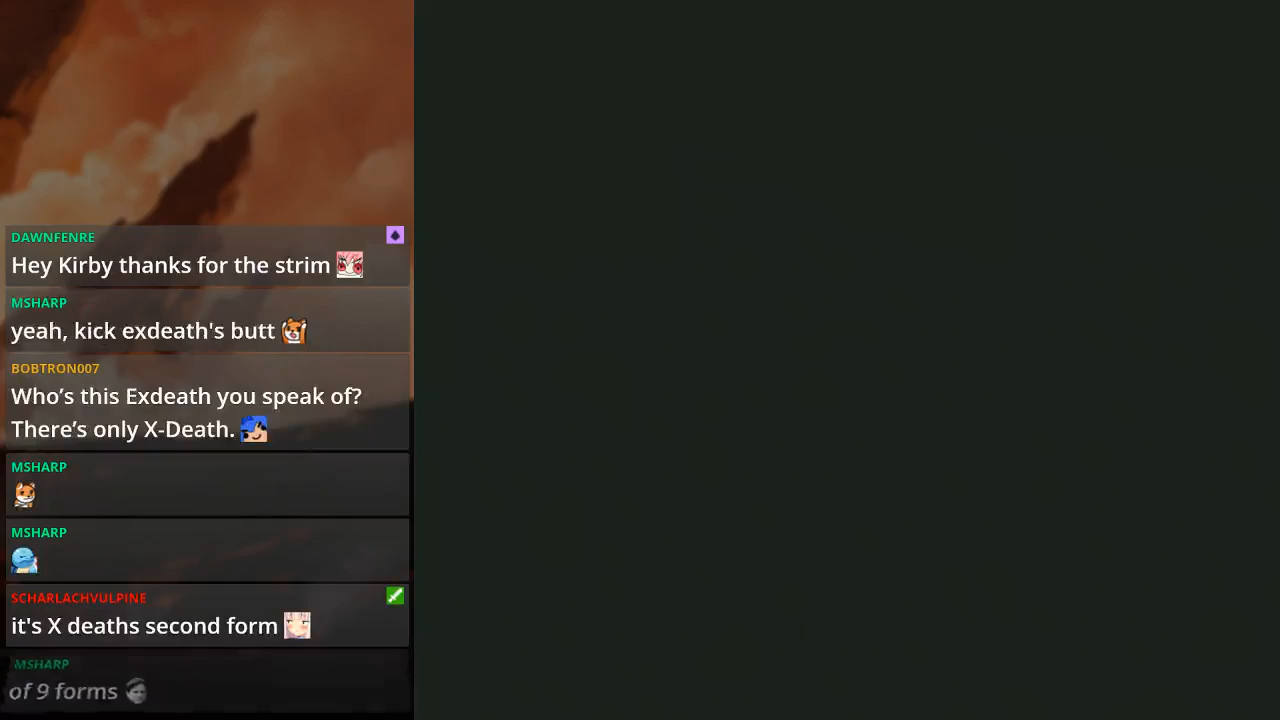 DAWNFENRE
Hey Kirby thanks for the strim
MSHARP
yeah, kick exdeath's butt
BOBTRON007
Who’s this Exdeath you speak of?
There’s only X-Death.
MSHARP
MSHARP
SCHARLACHVULPINE
it's X deaths second form
MSHARP
of 9 forms